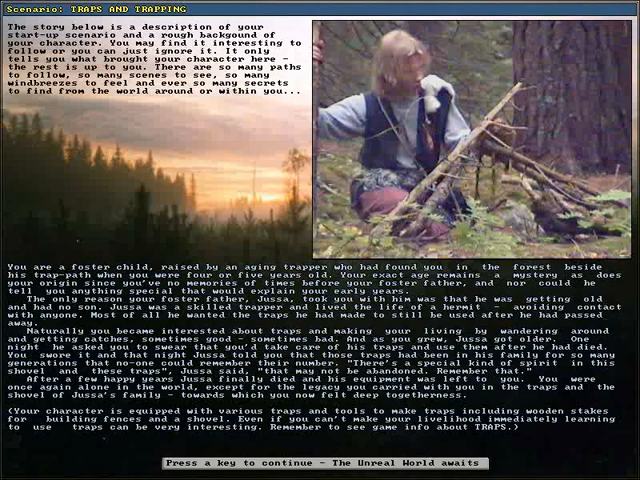 Scenario: TRAPS AND TRAPPING
The story below is a description of your
start-up scenario and a rough backgound of
your character. You may find it interesting to
follow or you can just ignore it. It only
tells you what brought your character here -
the rest is up to you. There are so many paths
to follow, so many scenes to see, so many
windbreezes to feel and ever so many secrets
to find from the world around or within you...
You are a foster child, raised by an aging trapper who had found you in the forest beside
his trap-path when you were four or five years old. Your exact age remains a mystery as does
your origin since you've no memories of times before your foster father, and nor could he
tell you anything special that would explain your early years.
The only reason your foster father, Jussa, took you with him was that he was getting old
and had no son. Jussa was a skilled trapper and lived the life of a hermit - avoiding contact
with anyone. Most of all he wanted the traps he had made to still be used after he had passed
away.
Naturally you became interested about traps and making your living by wandering around
and getting catches, sometimes good - sometimes bad. And as you grew, Jussa got older. One
night he asked you to swear that you'd take care of his traps and use them after he had died.
You swore it and that night Jussa told you that those traps had been in his family for so many
generations that no-one could remember their number. "There's a special kind of spirit in this
shovel and these traps", Jussa said, "that may not be abandoned. Remember that."
After a few happy years Jussa finally died and his equipment was left to you. You were
once again alone in the world, except for the legacy you carried with you in the traps and the
shovel of Jussa's family - towards which you now felt deep togetherness.
(Your character is equipped with various traps and tools to make traps including wooden stakes
for building fences and a shovel. Even if you can't make your livelihood immediately learning
to use traps can be very interesting. Remember to see game info about TRAPS.)
Press a key to continue - The Unreal World awaits